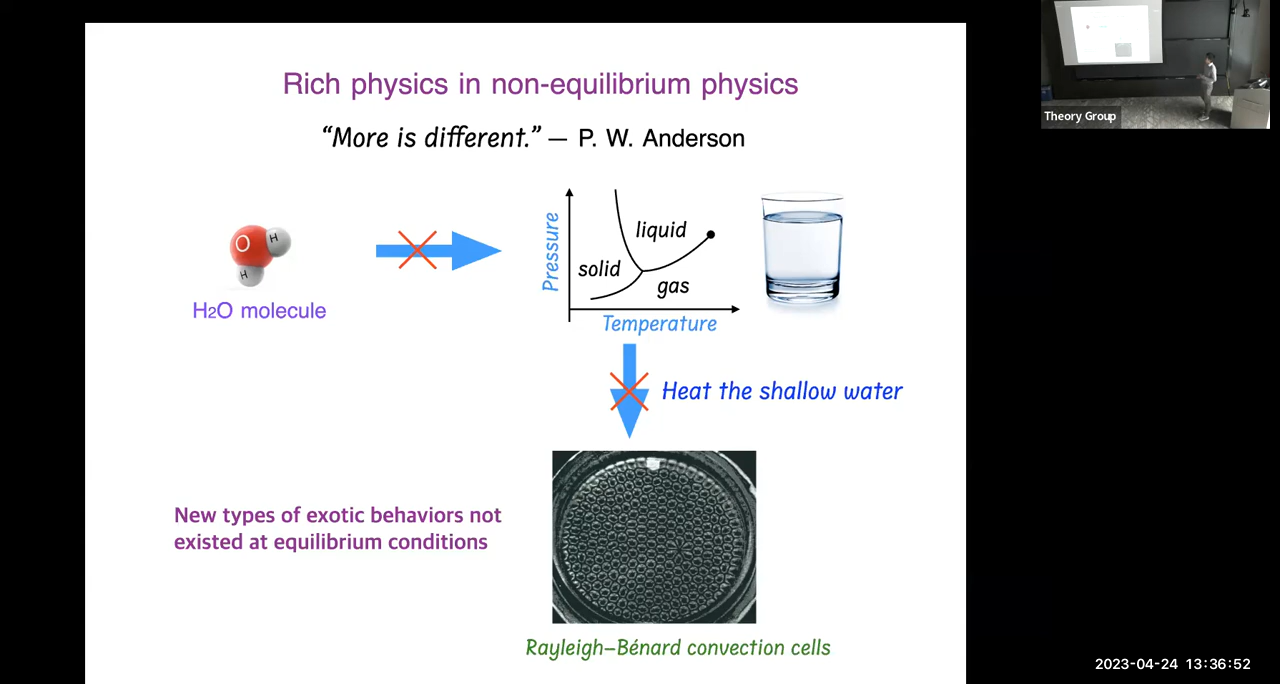 Rich physics in non-equilibrium physics
“More is different.” — P. W. Anderson
O
H
H
H2O molecule
Pressure
liquid
solid
gas
Temperature
Heat the shallow water
New types of exotic behaviors not
existed at equilibrium conditions
Rayleigh–Bénard convection cells
Theory Group
2023-04-24 13:36:52